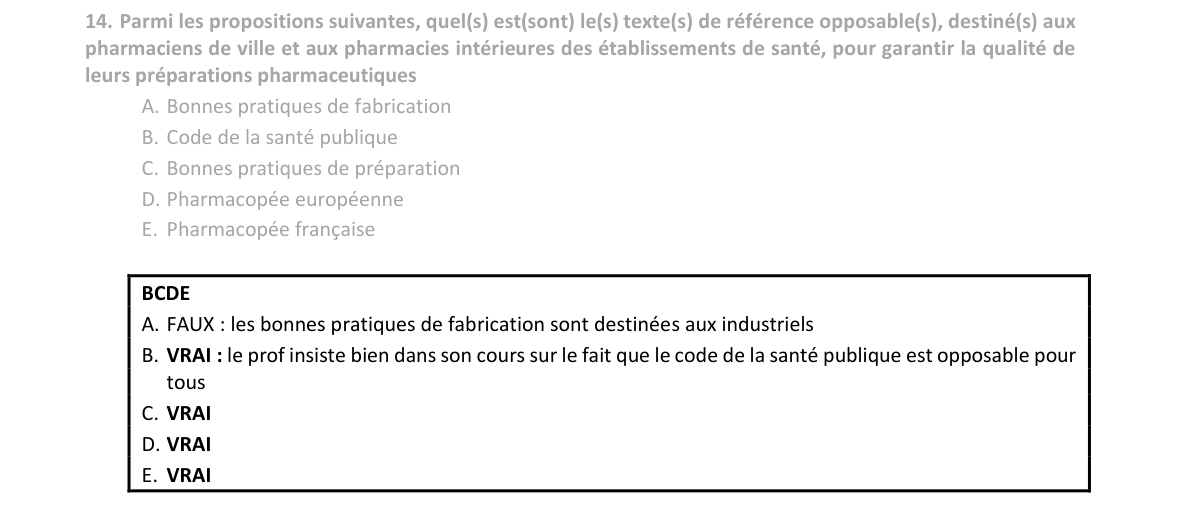 14. Parmi les propositions suivantes, quel(s) est(sont) le(s) texte(s) de référence opposable(s), destiné(s) aux
pharmaciens de ville et aux pharmacies intérieures des établissements de santé, pour garantir la qualité de
leurs préparations pharmaceutiques
A. Bonnes pratiques de fabrication
B. Code de la santé publique
C. Bonnes pratiques de préparation
D. Pharmacopée européenne
E. Pharmacopée française
BCDE
A. FAUX : les bonnes pratiques de fabrication sont destinées aux industriels
B. VRAI : le prof insiste bien dans son cours sur le fait que le code de la santé publique est opposable pour
tous
C. VRAI
D. VRAI
E. VRAI